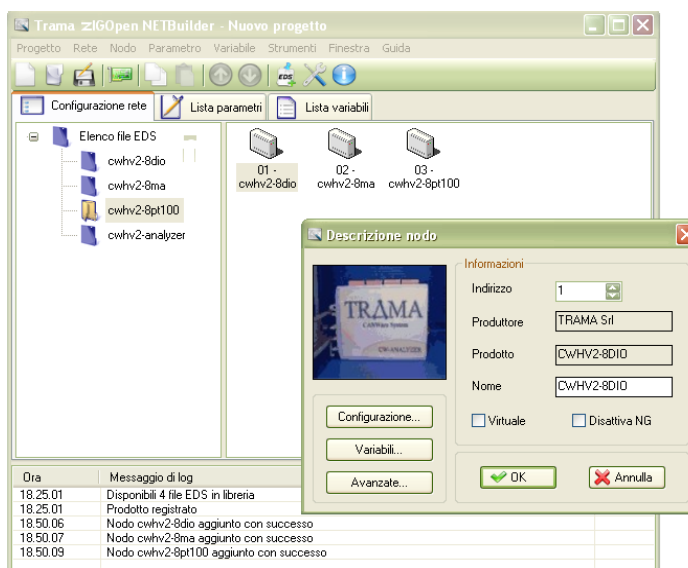 Trama zIGOpen NETBuilder - Nuovo progetto
Progetto Rete Nodo Parametro Variabile Strumenti Finestra Guida
EDS
Configurazione rete Lista parametri Lista variabili
Elenco file EDS
cwhv2-8dio
cwhv2-8ma
cwhv2-8pt100
cwhv2-analyzer
01 -
cwhv2-8dio
02 -
cwhv2-8ma
03 -
cwhv2-8pt100
Descrizione nodo
TRAMA
CANWare System
CW-ANALYZER
Informazioni
Indirizzo 1
Produttore TRAMA Srl
Prodotto CWHV2-8DIO
Nome CWHV2-8DIO
Virtuale Disattiva NG
Configurazione...
Variabili...
Avanzate...
OK Annulla
Ora Messaggio di log
18.25.01 Disponibili 4 file EDS in libreria
18.25.01 Prodotto registrato
18.50.06 Nodo cwhv2-8dio aggiunto con successo
18.50.07 Nodo cwhv2-8ma aggiunto con successo
18.50.09 Nodo cwhv2-8pt100 aggiunto con successo